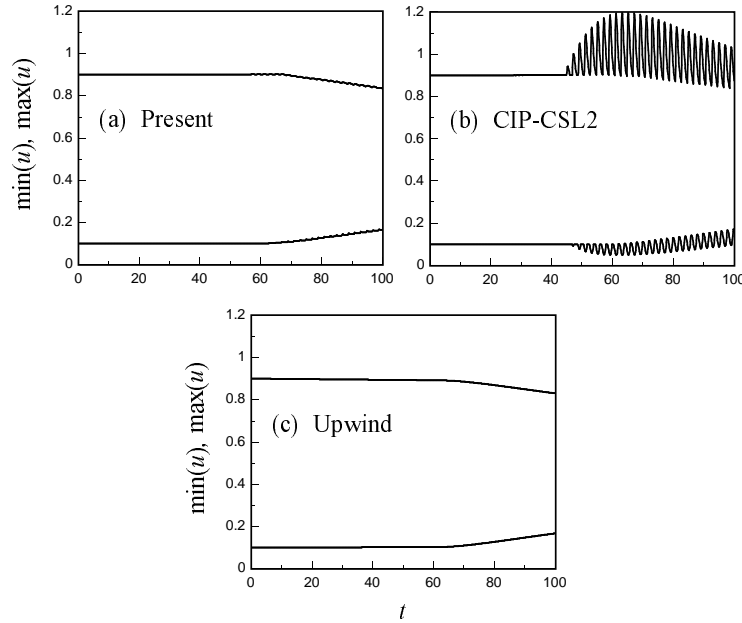 1.2 1.2
1 1
0.8 0.8
(a) Present (b) CIP-CSL2
min(u), max(u)
0.6 0.6
0.4 0.4
0.2 0.2
0 0
0 20 40 60 80 100 0 20 40 60 80 100
1.2
1
0.8
(c) Upwind
min(u), max(u)
0.6
0.4
0.2
0
0 20 40 60 80 100
t